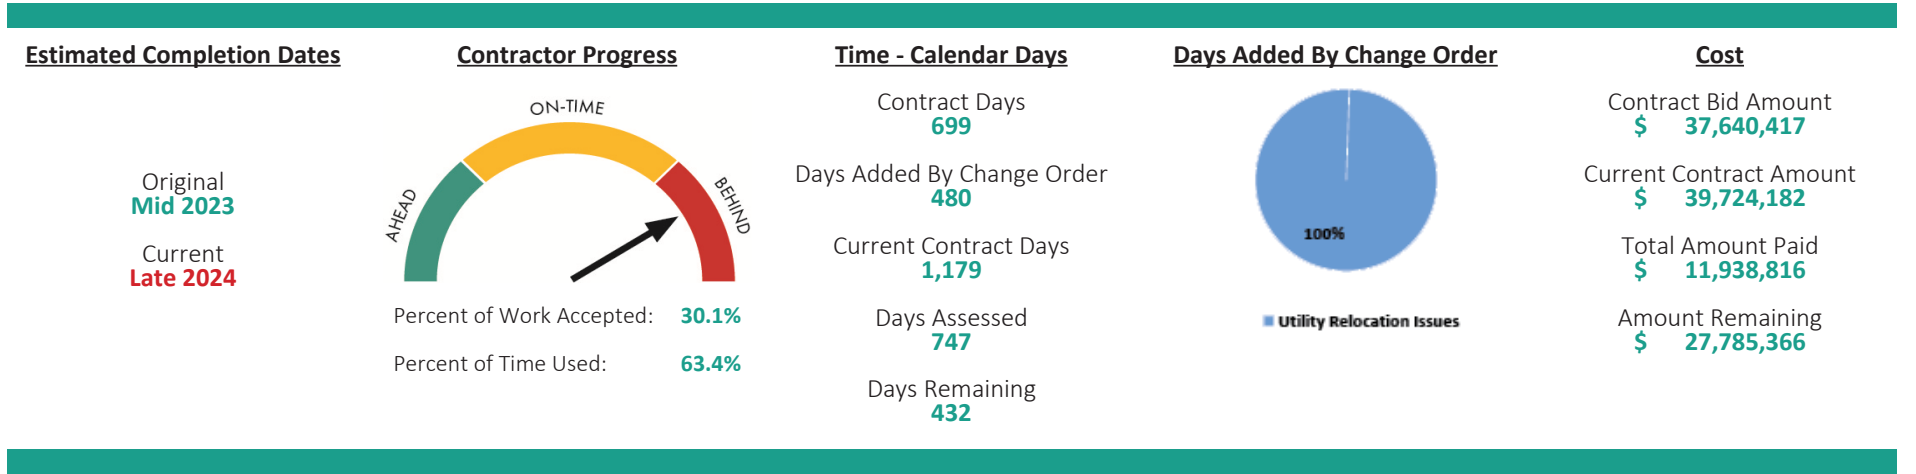 Estimated Completion Dates
Original
Mid 2023
Current
Late 2024
Contractor Progress
ON-TIME
AHEAD
BEHIND
Percent of Work Accepted: 30.1%
Percent of Time Used: 63.4%
Time - Calendar Days
Contract Days
699
Days Added By Change Order
480
Current Contract Days
1,179
Days Assessed
747
Days Remaining
432
Days Added By Change Order
100%
Utility Relocation Issues
Cost
Contract Bid Amount
$ 37,640,417
Current Contract Amount
$ 39,724,182
Total Amount Paid
$ 11,938,816
Amount Remaining
$ 27,785,366